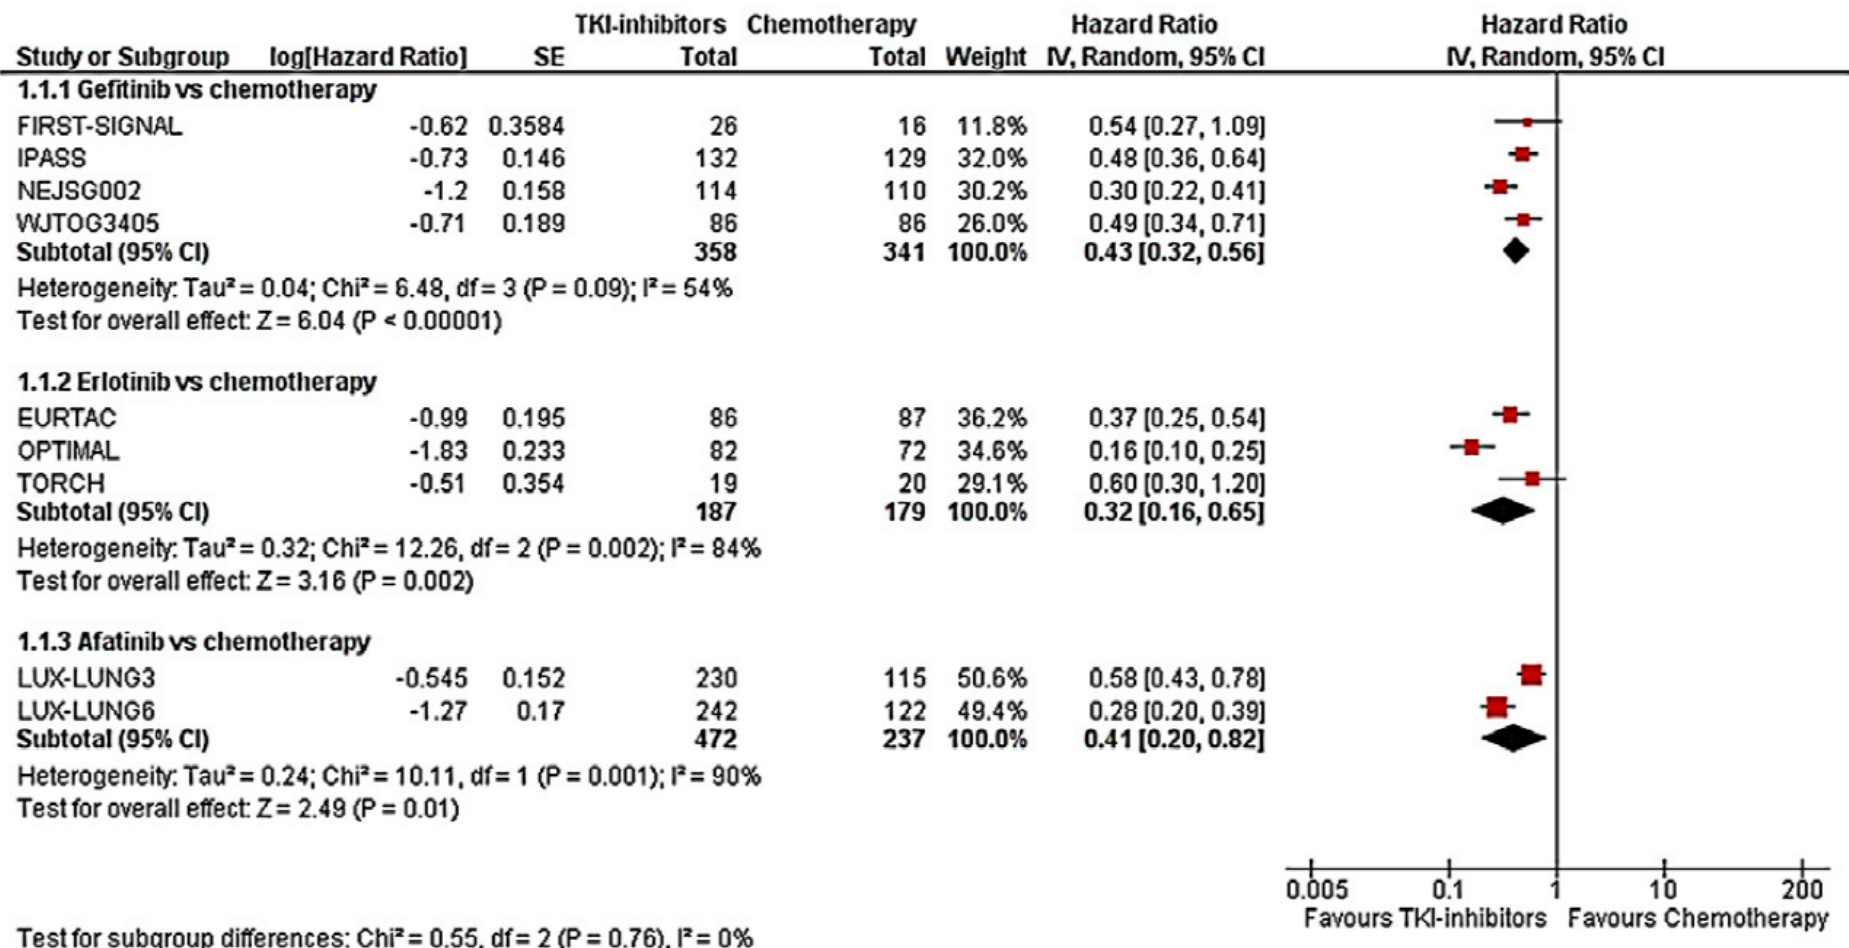 TKI-inhibitors Chemotherapy Hazard Ratio Hazard Ratio
Study or Subgroup log[Hazard Ratio] SE Total Total Weight IV, Random, 95% CI IV, Random, 95% CI
1.1.1 Gefitinib vs chemotherapy
FIRST-SIGNAL -0.62 0.3584 26 16 11.8% 0.54 [0.27, 1.09]
IPASS -0.73 0.146 132 129 32.0% 0.48 [0.36, 0.64]
NEJSG002 -1.2 0.158 114 110 30.2% 0.30 [0.22, 0.41]
WJTOG3405 -0.71 0.189 86 86 26.0% 0.49 [0.34, 0.71]
Subtotal (95% CI) 358 341 100.0% 0.43 [0.32, 0.56]
Heterogeneity: Tau² = 0.04; Chi² = 6.48, df = 3 (P = 0.09); I² = 54%
Test for overall effect: Z = 6.04 (P < 0.00001)
1.1.2 Erlotinib vs chemotherapy
EURTAC -0.99 0.195 86 87 36.2% 0.37 [0.25, 0.54]
OPTIMAL -1.83 0.233 82 72 34.6% 0.16 [0.10, 0.25]
TORCH -0.51 0.354 19 20 29.1% 0.60 [0.30, 1.20]
Subtotal (95% CI) 187 179 100.0% 0.32 [0.16, 0.65]
Heterogeneity: Tau² = 0.32; Chi² = 12.26, df = 2 (P = 0.002); I² = 84%
Test for overall effect: Z = 3.16 (P = 0.002)
1.1.3 Afatinib vs chemotherapy
LUX-LUNG3 -0.545 0.152 230 115 50.6% 0.58 [0.43, 0.78]
LUX-LUNG6 -1.27 0.17 242 122 49.4% 0.28 [0.20, 0.39]
Subtotal (95% CI) 472 237 100.0% 0.41 [0.20, 0.82]
Heterogeneity: Tau² = 0.24; Chi² = 10.11, df = 1 (P = 0.001); I² = 90%
Test for overall effect: Z = 2.49 (P = 0.01)
0.005 0.1 1 10 200
Favours TKI-inhibitors Favours Chemotherapy
Test for subgroup differences: Chi² = 0.55, df = 2 (P = 0.76), I² = 0%